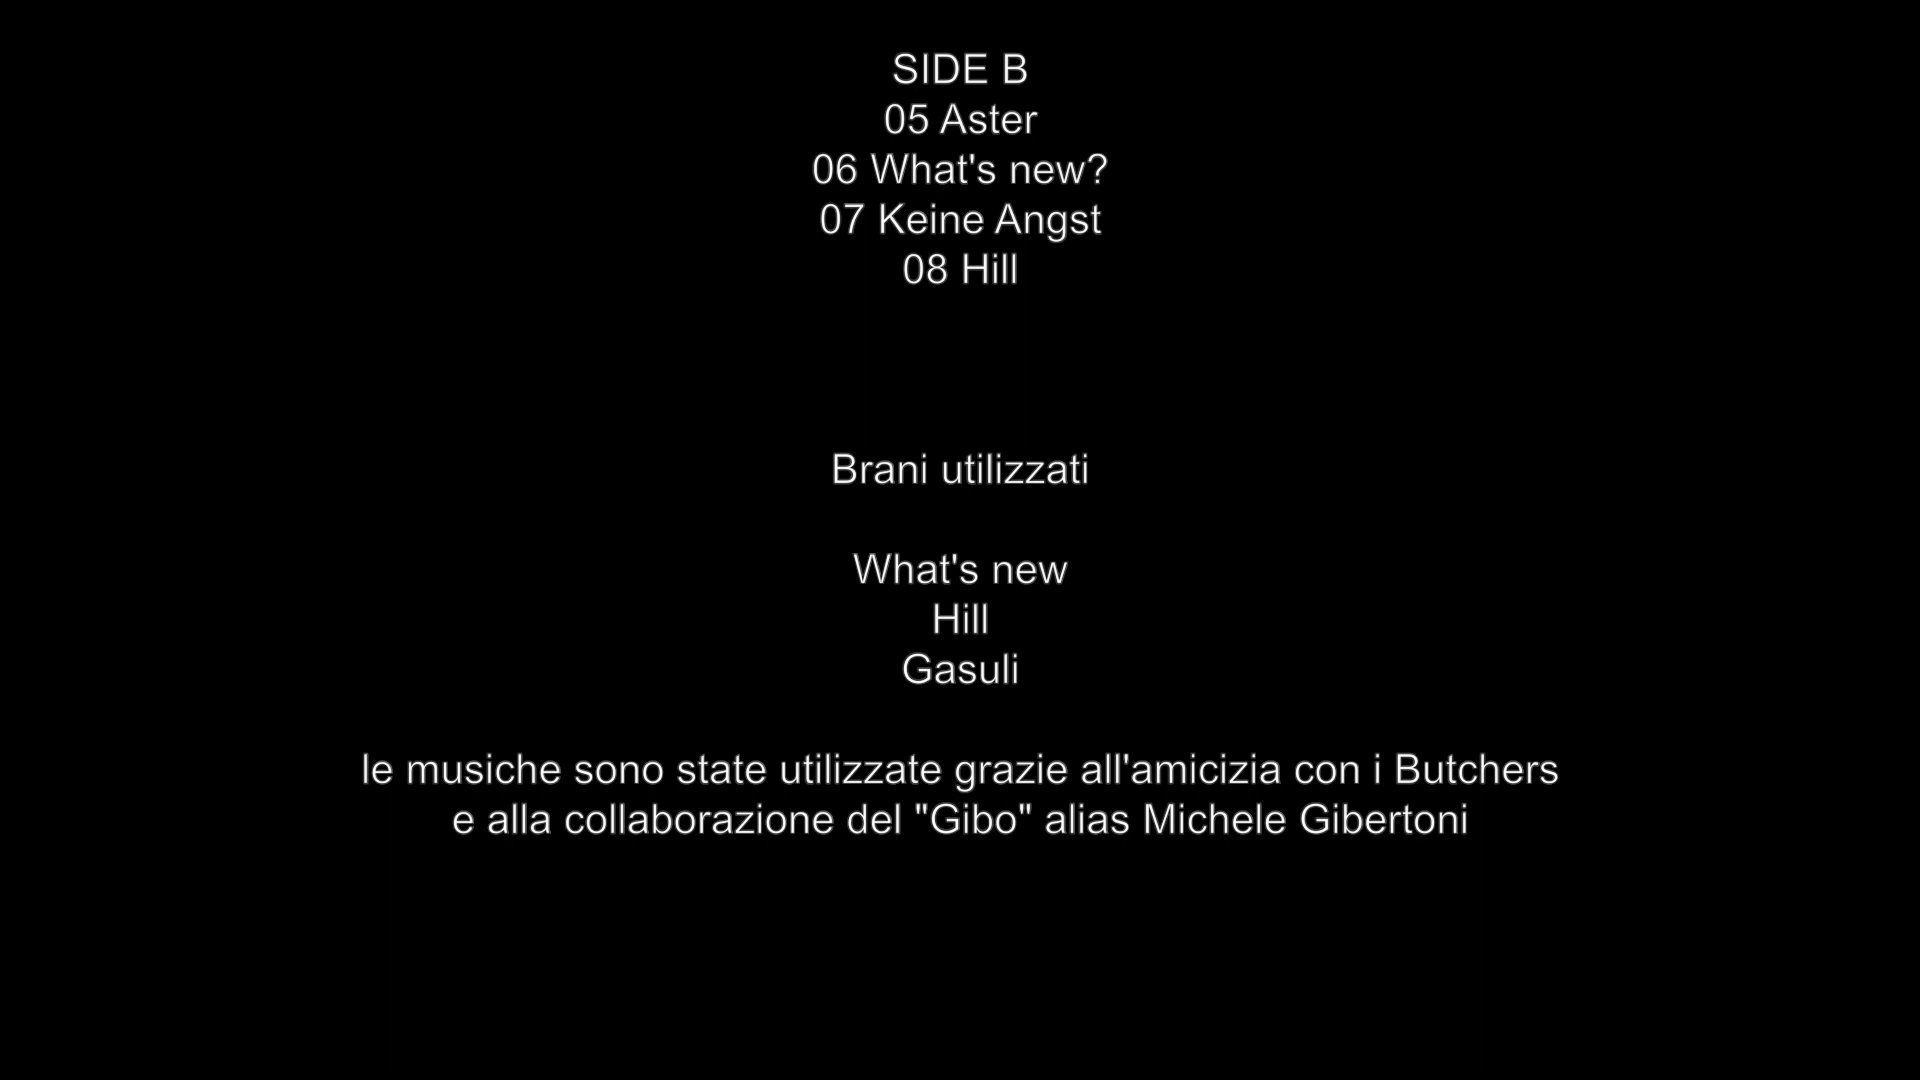 SIDE B
05 Aster
06 What's new?
07 Keine Angst
08 Hill
Brani utilizzati
What's new
Hill
Gasuli
le musiche sono state utilizzate grazie all'amicizia con i Butchers
e alla collaborazione del "Gibo" alias Michele Gibertoni